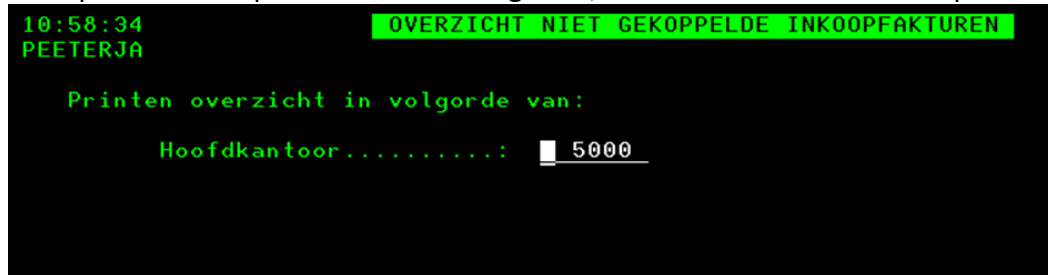 10:58:34 OVERZICHT NIET GEKOPPELDE INKOOPFAKTUREN
PEETERJA
Printen overzicht in volgorde van:
Hoofdkantoor..........: 5000